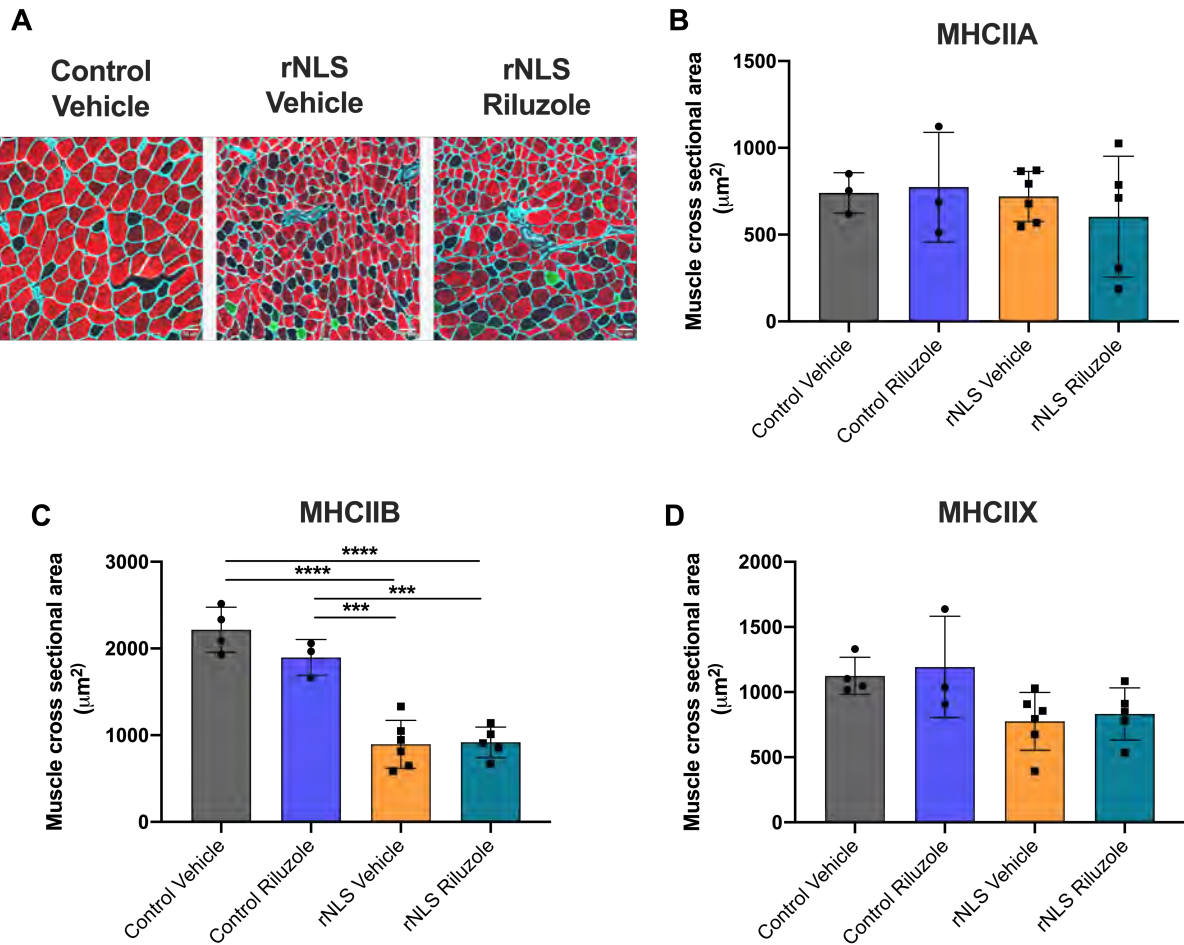 A
Control
Vehicle
rNLS
Vehicle
rNLS
Riluzole
B
MHCIIA
Muscle cross sectional area
(μm²)
1500
1000
500
0
Control Vehicle
Control Riluzole
rNLS Vehicle
rNLS Riluzole
C
MHCIIB
Muscle cross sectional area
(μm²)
3000
2000
1000
0
****
****
***
***
Control Vehicle
Control Riluzole
rNLS Vehicle
rNLS Riluzole
D
MHCIIX
Muscle cross sectional area
(μm²)
2000
1500
1000
500
0
Control Vehicle
Control Riluzole
rNLS Vehicle
rNLS Riluzole